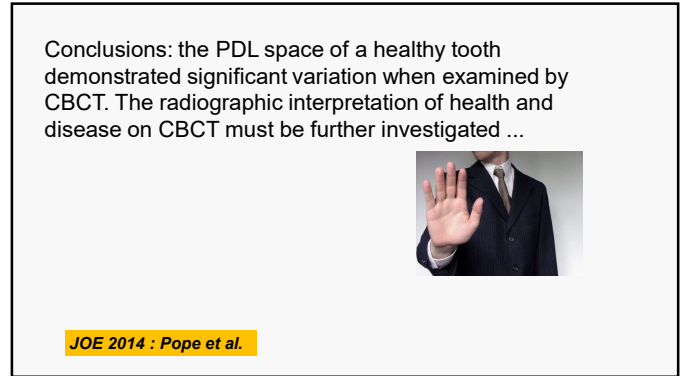 Conclusions: the PDL space of a healthy tooth
demonstrated significant variation when examined by
CBCT. The radiographic interpretation of health and
disease on CBCT must be further investigated ...
JOE 2014 : Pope et al.